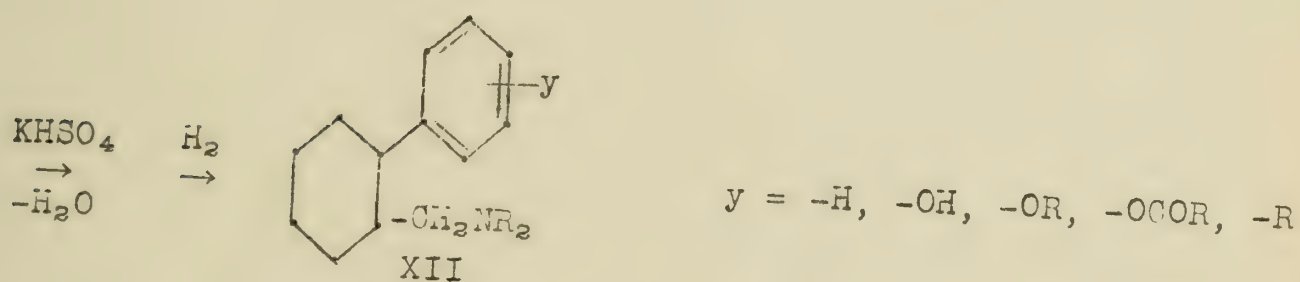 KHSO₄ H₂
→ →
-H₂O
y
-CH₂NR₂
XII
y = -H, -OH, -OR, -OCOR, -R